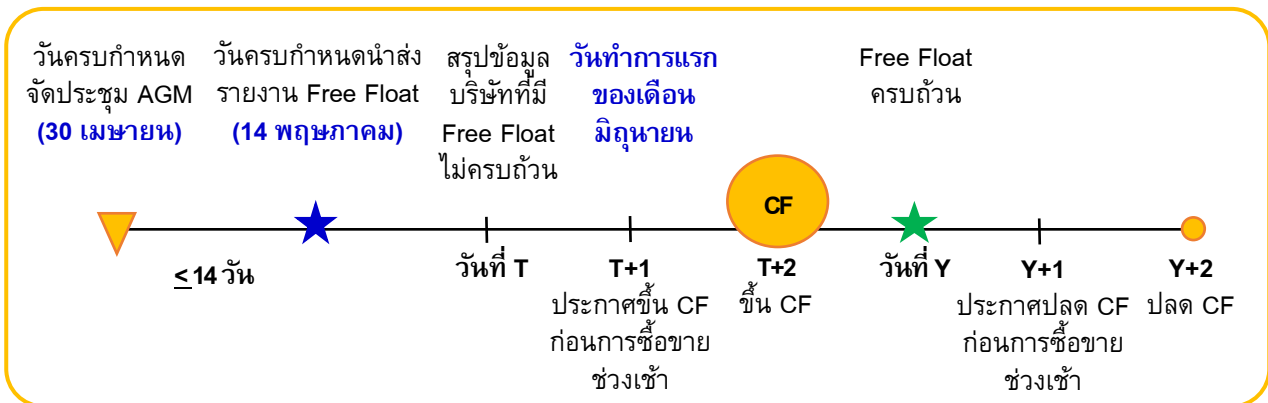 วันครบกำหนด
จัดประชุม AGM
(30 เมษายน)
วันครบกำหนดนำส่ง
รายงาน Free Float
(14 พฤษภาคม)
สรุปข้อมูล
บริษัทที่มี
Free Float
ไม่ครบถ้วน
วันทำการแรก
ของเดือน
มิถุนายน
Free Float
ครบถ้วน
CF
≤ 14 วัน
วันที่ T
T+1
ประกาศขึ้น CF
ก่อนการซื้อขาย
ช่วงเช้า
T+2
ขึ้น CF
วันที่ Y
Y+1
ประกาศปลด CF
ก่อนการซื้อขาย
ช่วงเช้า
Y+2
ปลด CF